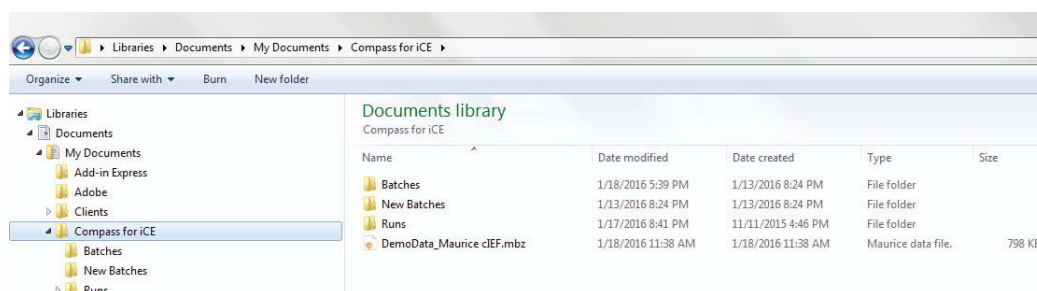 Libraries Documents My Documents Compass for iCE
Organize Share with Burn New folder
Libraries
Documents
My Documents
Add-in Express
Adobe
Clients
Compass for iCE
Batches
New Batches
Runs
Documents library
Compass for iCE
Name Date modified Date created Type Size
Batches 1/18/2016 5:39 PM 1/13/2016 8:24 PM File folder
New Batches 1/13/2016 8:24 PM 1/13/2016 8:24 PM File folder
Runs 1/17/2016 8:41 PM 11/11/2015 4:46 PM File folder
DemoData_Maurice cIEF.mbz 1/18/2016 11:38 AM 1/18/2016 11:38 AM Maurice data file. 798 KB